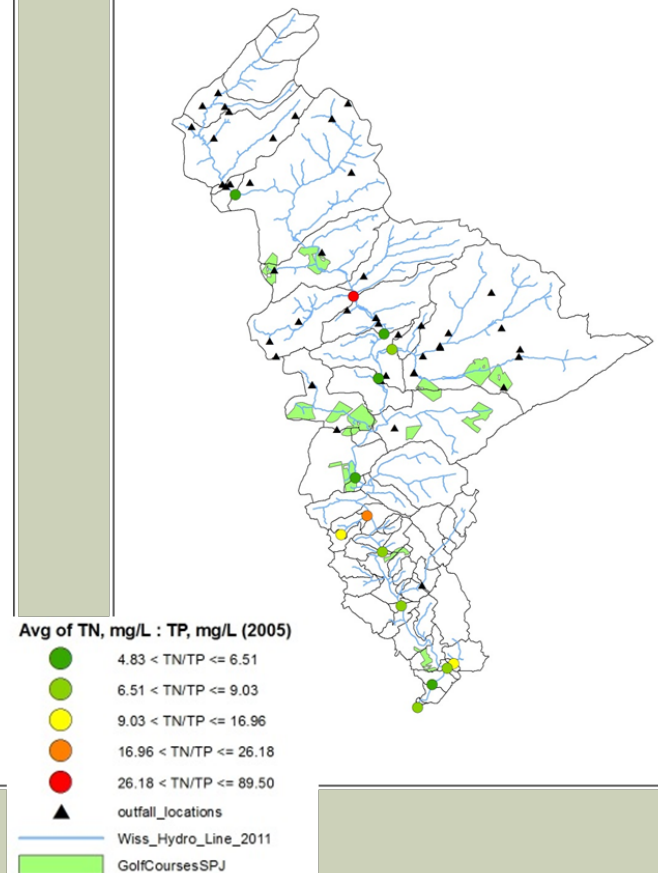 Avg of TN, mg/L : TP, mg/L (2005)
4.83 < TN/TP <= 6.51
6.51 < TN/TP <= 9.03
9.03 < TN/TP <= 16.96
16.96 < TN/TP <= 26.18
26.18 < TN/TP <= 89.50
outfall_locations
Wiss_Hydro_Line_2011
GolfCoursesSPJ